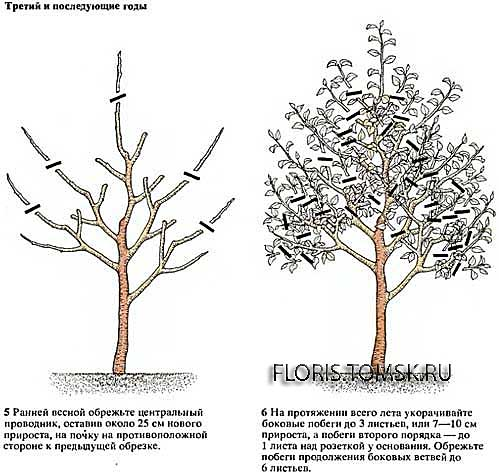 Третий и последующие годы
FLORIS.TOMSK.RU
5 Ранней весной обрежьте центральный
проводник, оставив около 25 см нового
прироста, на почку на противоположной
стороне к предыдущей обрезке.
6 На протяжении всего лета укорачивайте
боковые побеги до 3 листьев, или 7—10 см
прироста, а побеги второго порядка — до
1 листа над розеткой у основания. Обрежьте
побеги продолжения боковых ветвей до
6 листьев.